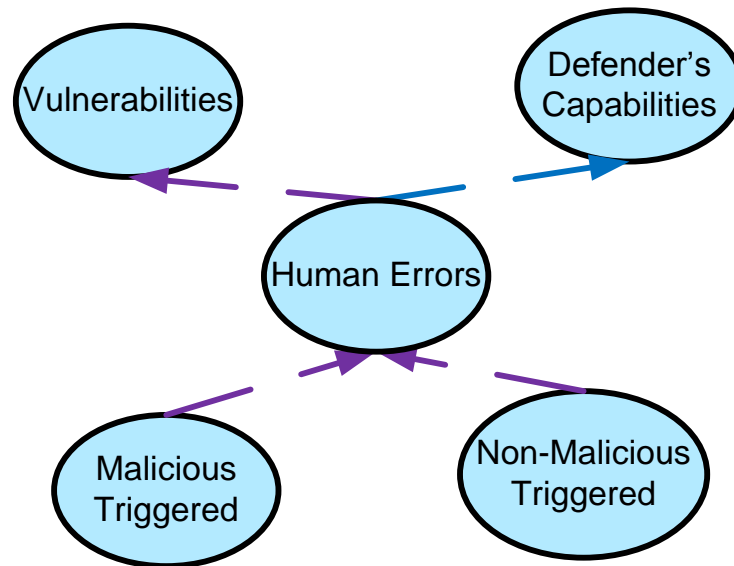 Vulnerabilities
Defender’s
Capabilities
Human Errors
Malicious
Triggered
Non-Malicious
Triggered